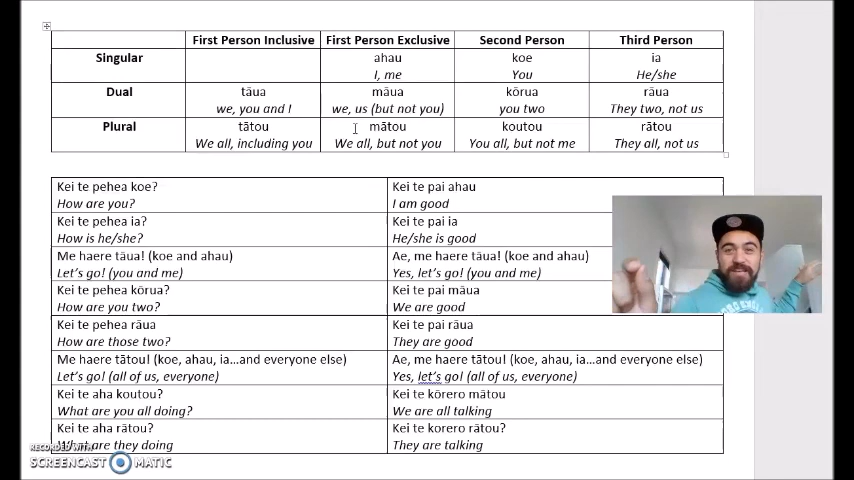 First Person Inclusive First Person Exclusive Second Person Third Person
Singular ahau koe ia
I, me You He/she
Dual tāua māua kōrua rāua
we, you and I we, us (but not you) you two They two, not us
Plural tātou mātou koutou rātou
We all, including you We all, but not you You all, but not me They all, not us
Kei te pehea koe? Kei te pai ahau
How are you? I am good
Kei te pehea ia? Kei te pai ia
How is he/she? He/she is good
Me haere tāua! (koe and ahau) Ae, me haere tāua! (koe and ahau)
Let's go! (you and me) Yes, let's go! (you and me)
Kei te pehea kōrua? Kei te pai māua
How are you two? We are good
Kei te pehea rāua Kei te pai rāua
How are those two? They are good
Me haere tātou! (koe, ahau, ia...and everyone else) Ae, me haere tātou! (koe, ahau, ia...and everyone else)
Let's go! (all of us, everyone) Yes, let's go! (all of us, everyone)
Kei te aha koutou? Kei te kōrero mātou
What are you all doing? We are all talking
Kei te aha rātou? Kei te korero rātou?
What are they doing They are talking
RECORDED WITH
SCREENCAST MATIC